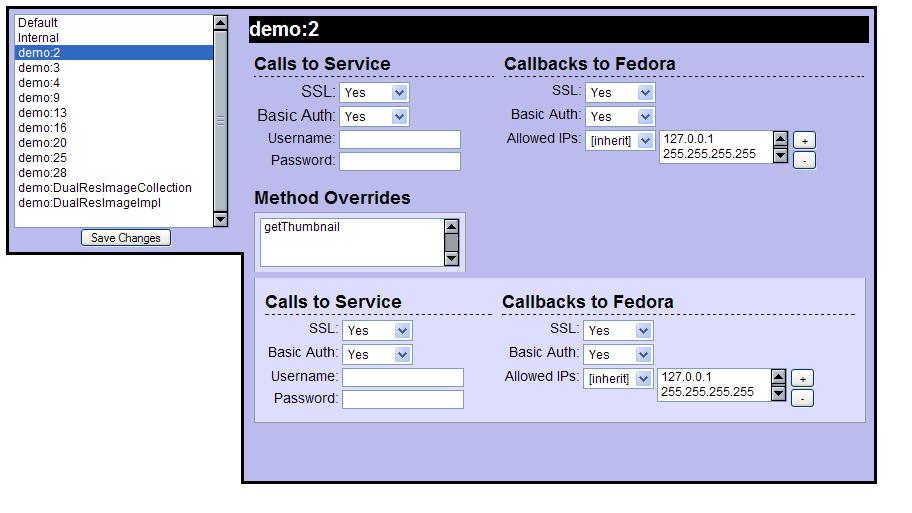 Default
Internal
demo:2
demo:3
demo:4
demo:9
demo:13
demo:16
demo:20
demo:25
demo:28
demo:DualResImageCollection
demo:DualResImageImpl
Save Changes
demo:2
Calls to Service
SSL: Yes
Basic Auth: Yes
Username:
Password:
Callbacks to Fedora
SSL: Yes
Basic Auth: Yes
Allowed IPs: [inherit] 127.0.0.1 +
255.255.255.255 -
Method Overrides
getThumbnail
Calls to Service
SSL: Yes
Basic Auth: Yes
Username:
Password:
Callbacks to Fedora
SSL: Yes
Basic Auth: Yes
Allowed IPs: [inherit] 127.0.0.1 +
255.255.255.255 -